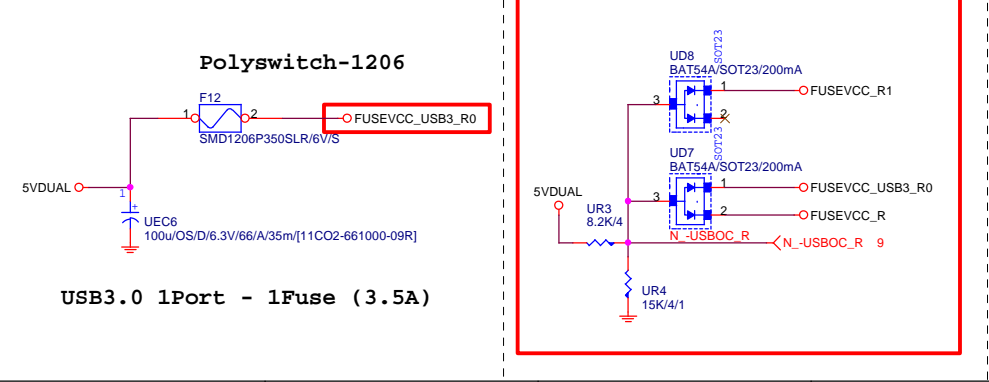 Polyswitch-1206
F12
1
2
FUSEVCC_USB3_R0
SMD1206P350SLR/6V/S
5VDUAL
1
+
UEC6
100u/OS/D/6.3V/66/A/35m/[11CO2-661000-09R]
USB3.0 1Port - 1Fuse (3.5A)
SOT23
UD8
BAT54A/SOT23/200mA
1
FUSEVCC_R1
3
2
SOT23
UD7
BAT54A/SOT23/200mA
1
FUSEVCC_USB3_R0
3
2
FUSEVCC_R
5VDUAL
UR3
8.2K/4
N_-USBOC_R
N_-USBOC_R 9
UR4
15K/4/1